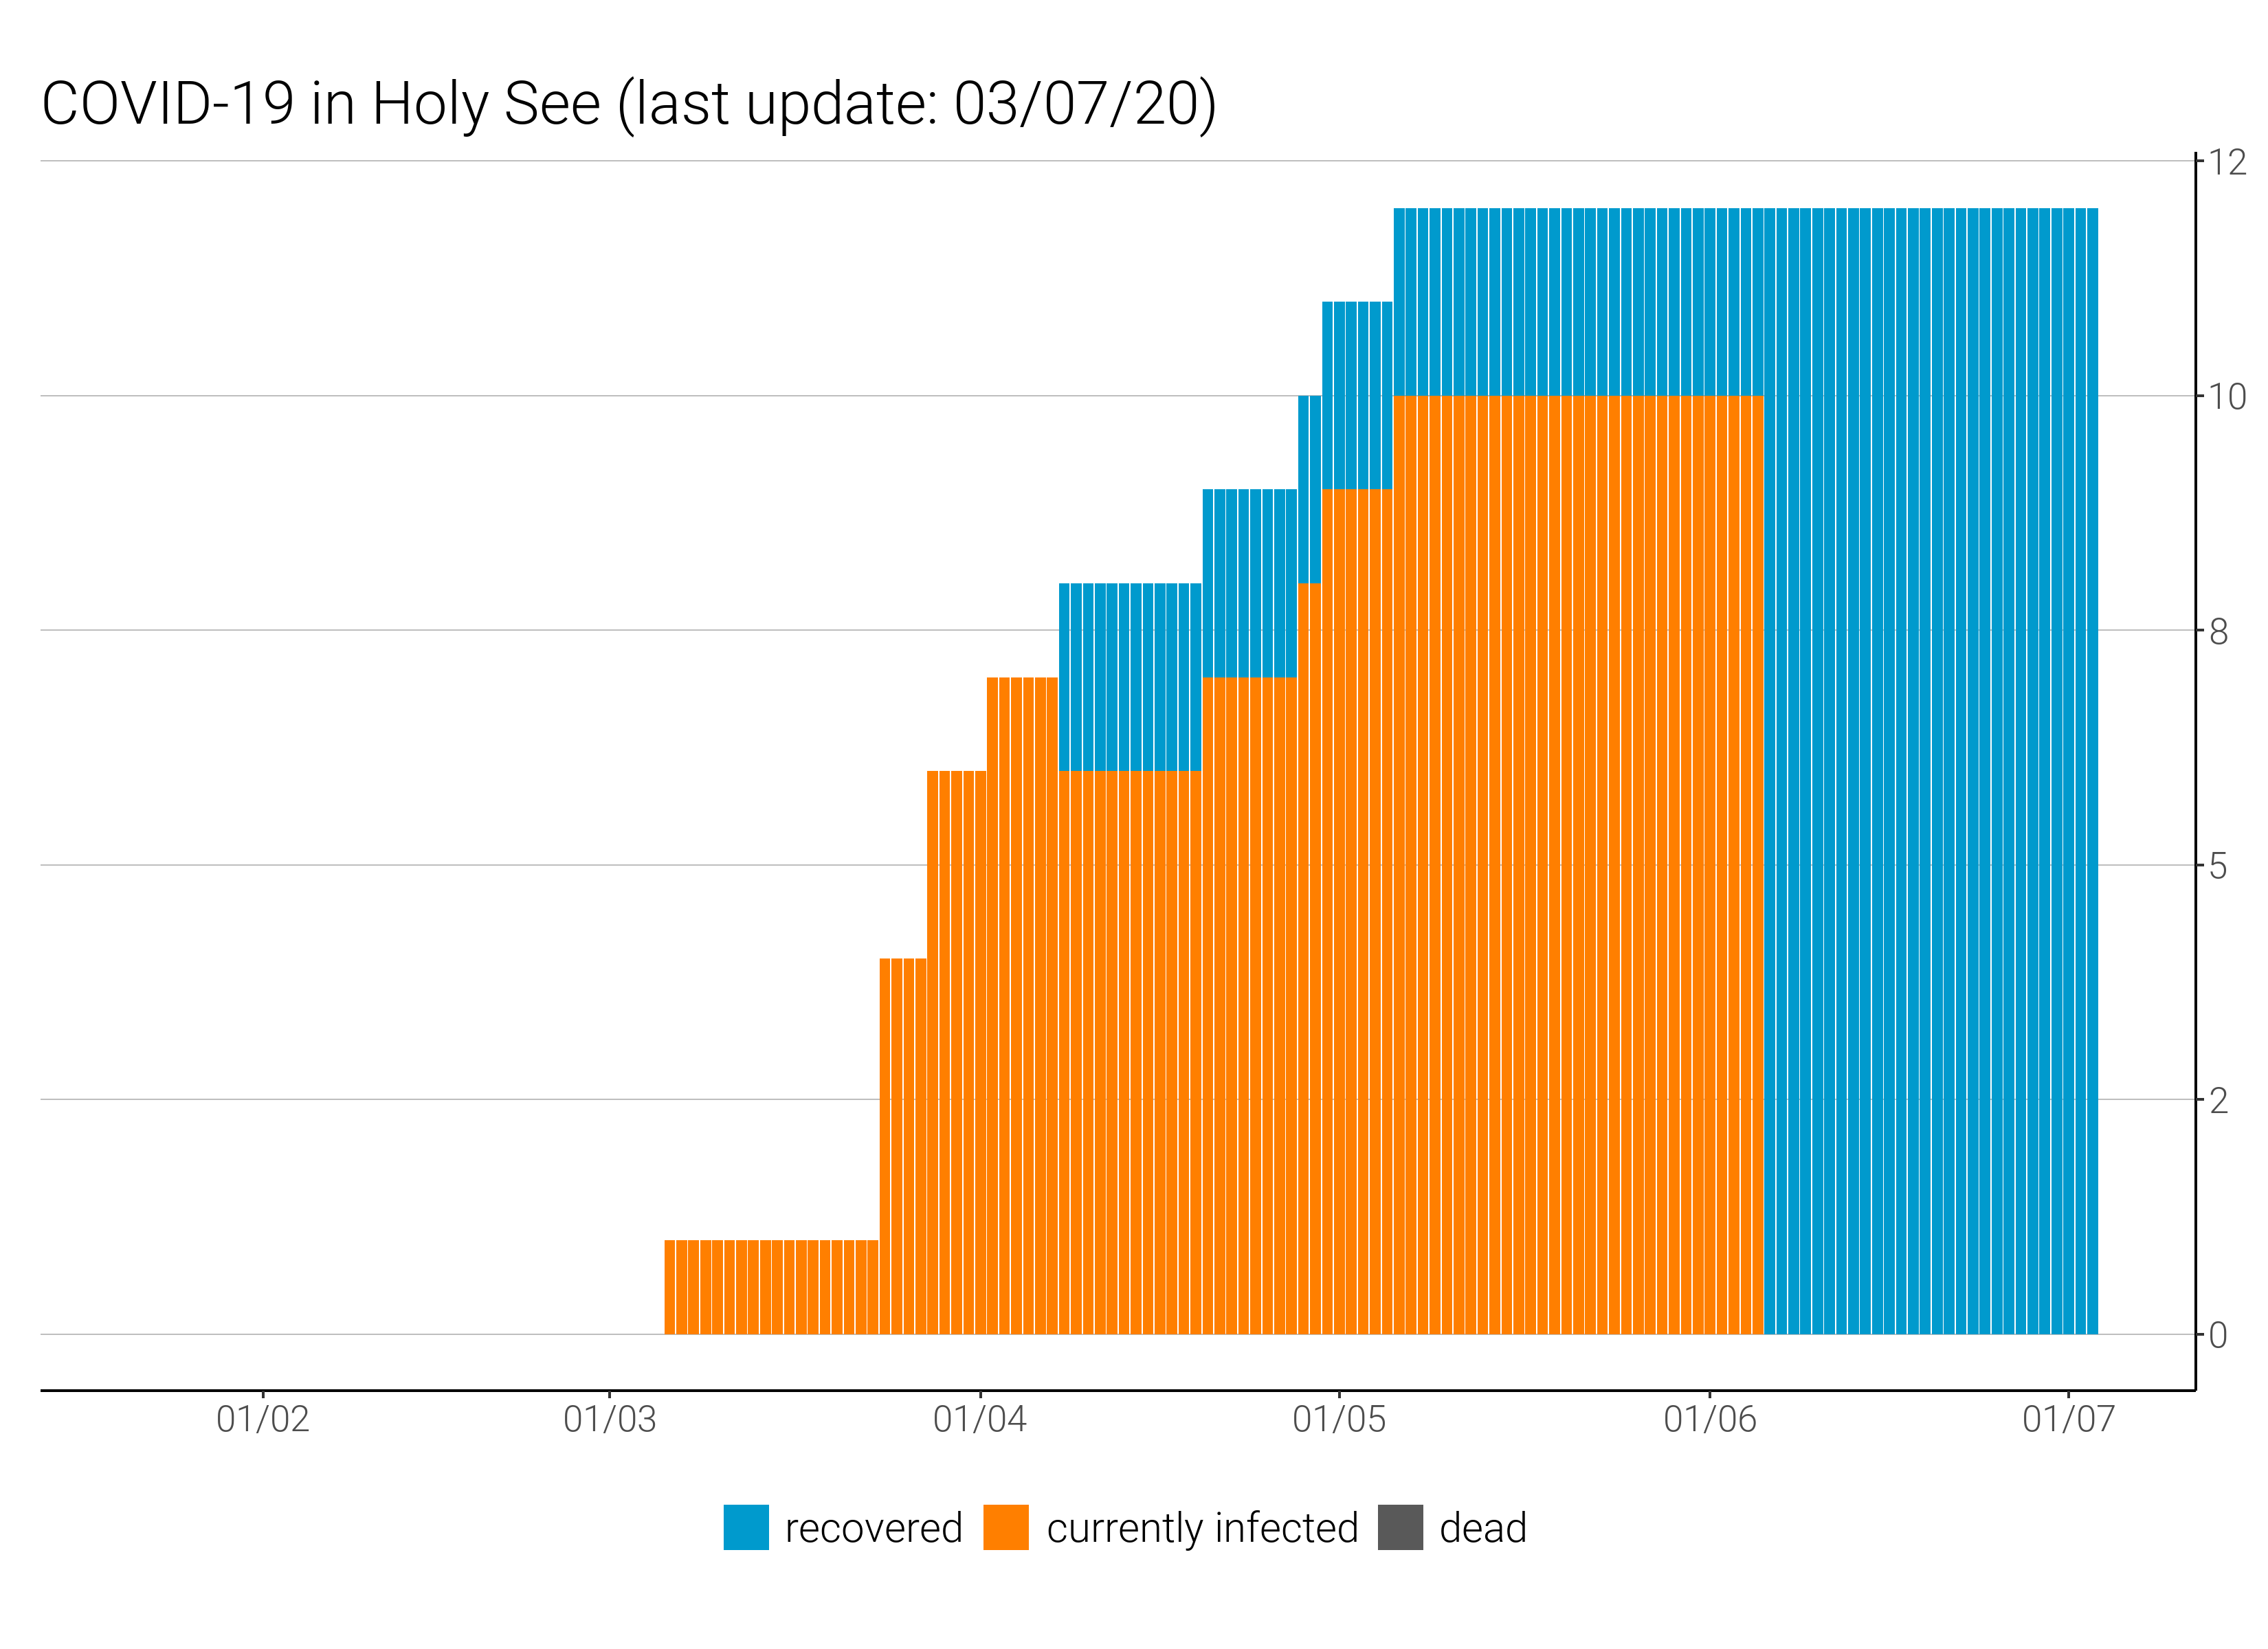 COVID-19 in Holy See (last update: 03/07/20)
12
10
8
5
2
0
01/02 01/03 01/04 01/05 01/06 01/07
recovered currently infected dead